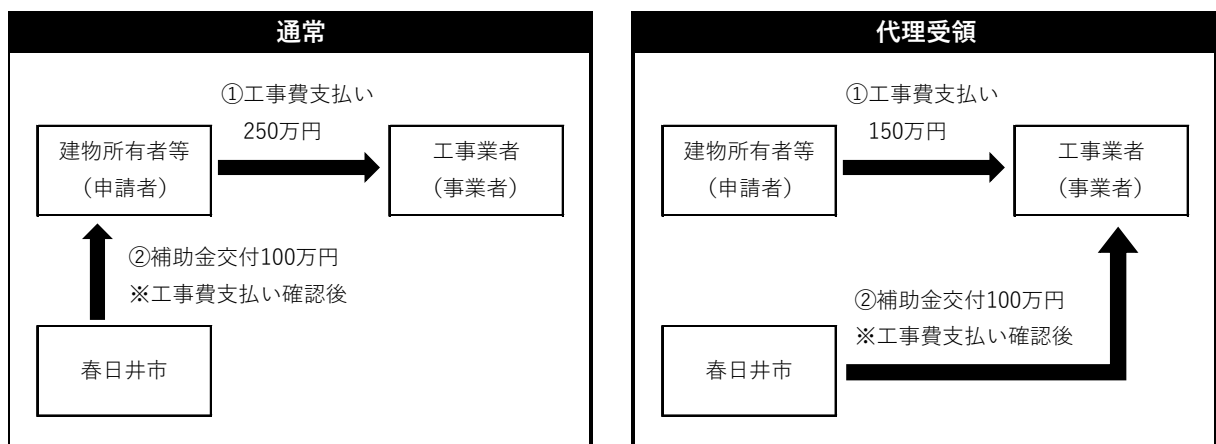 通常
①工事費支払い
250万円
建物所有者等
（申請者）
工事業者
（事業者）
②補助金交付100万円
※工事費支払い確認後
春日井市
代理受領
①工事費支払い
150万円
建物所有者等
（申請者）
工事業者
（事業者）
②補助金交付100万円
※工事費支払い確認後
春日井市